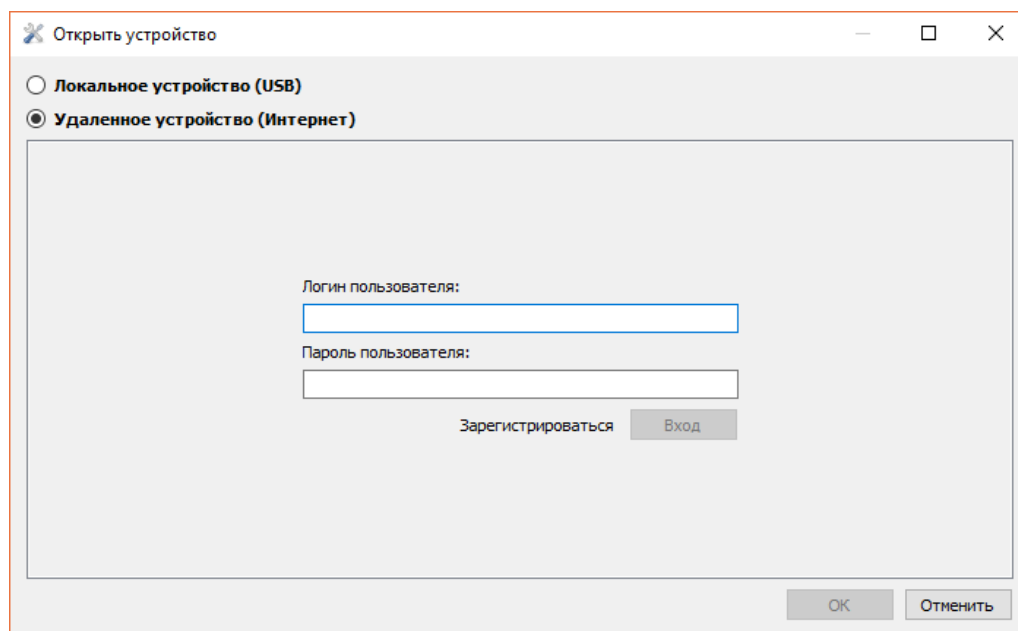 Открыть устройство
Локальное устройство (USB)
Удаленное устройство (Интернет)
Логин пользователя:
Пароль пользователя:
Зарегистрироваться Вход
OK Отменить